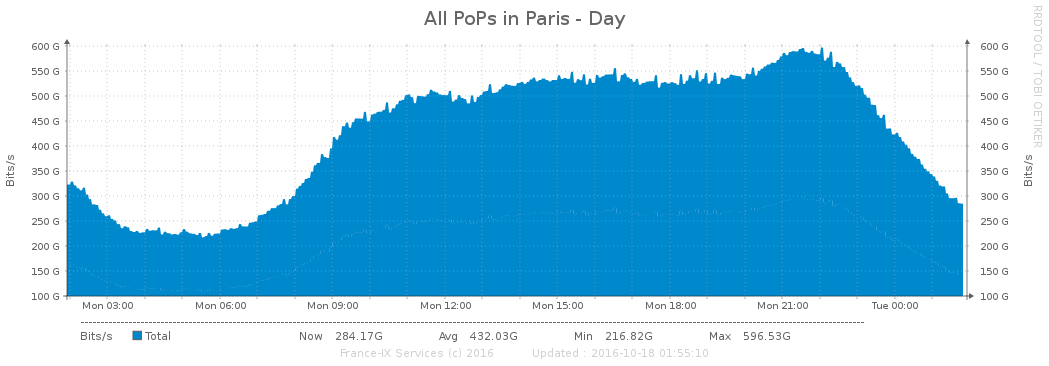 All PoPs in Paris - Day
RRDTOOL / TOBI OETIKER
600 G 600 G
550 G 550 G
500 G 500 G
450 G 450 G
400 G 400 G
350 G 350 G
300 G 300 G
250 G 250 G
200 G 200 G
150 G 150 G
100 G 100 G
Bits/s
Bits/s
Mon 03:00 Mon 06:00 Mon 09:00 Mon 12:00 Mon 15:00 Mon 18:00 Mon 21:00 Tue 00:00
Bits/s Total Now 284.17G Avg 432.03G Min 216.82G Max 596.53G
France-IX Services (c) 2016 Updated : 2016-10-18 01:55:10